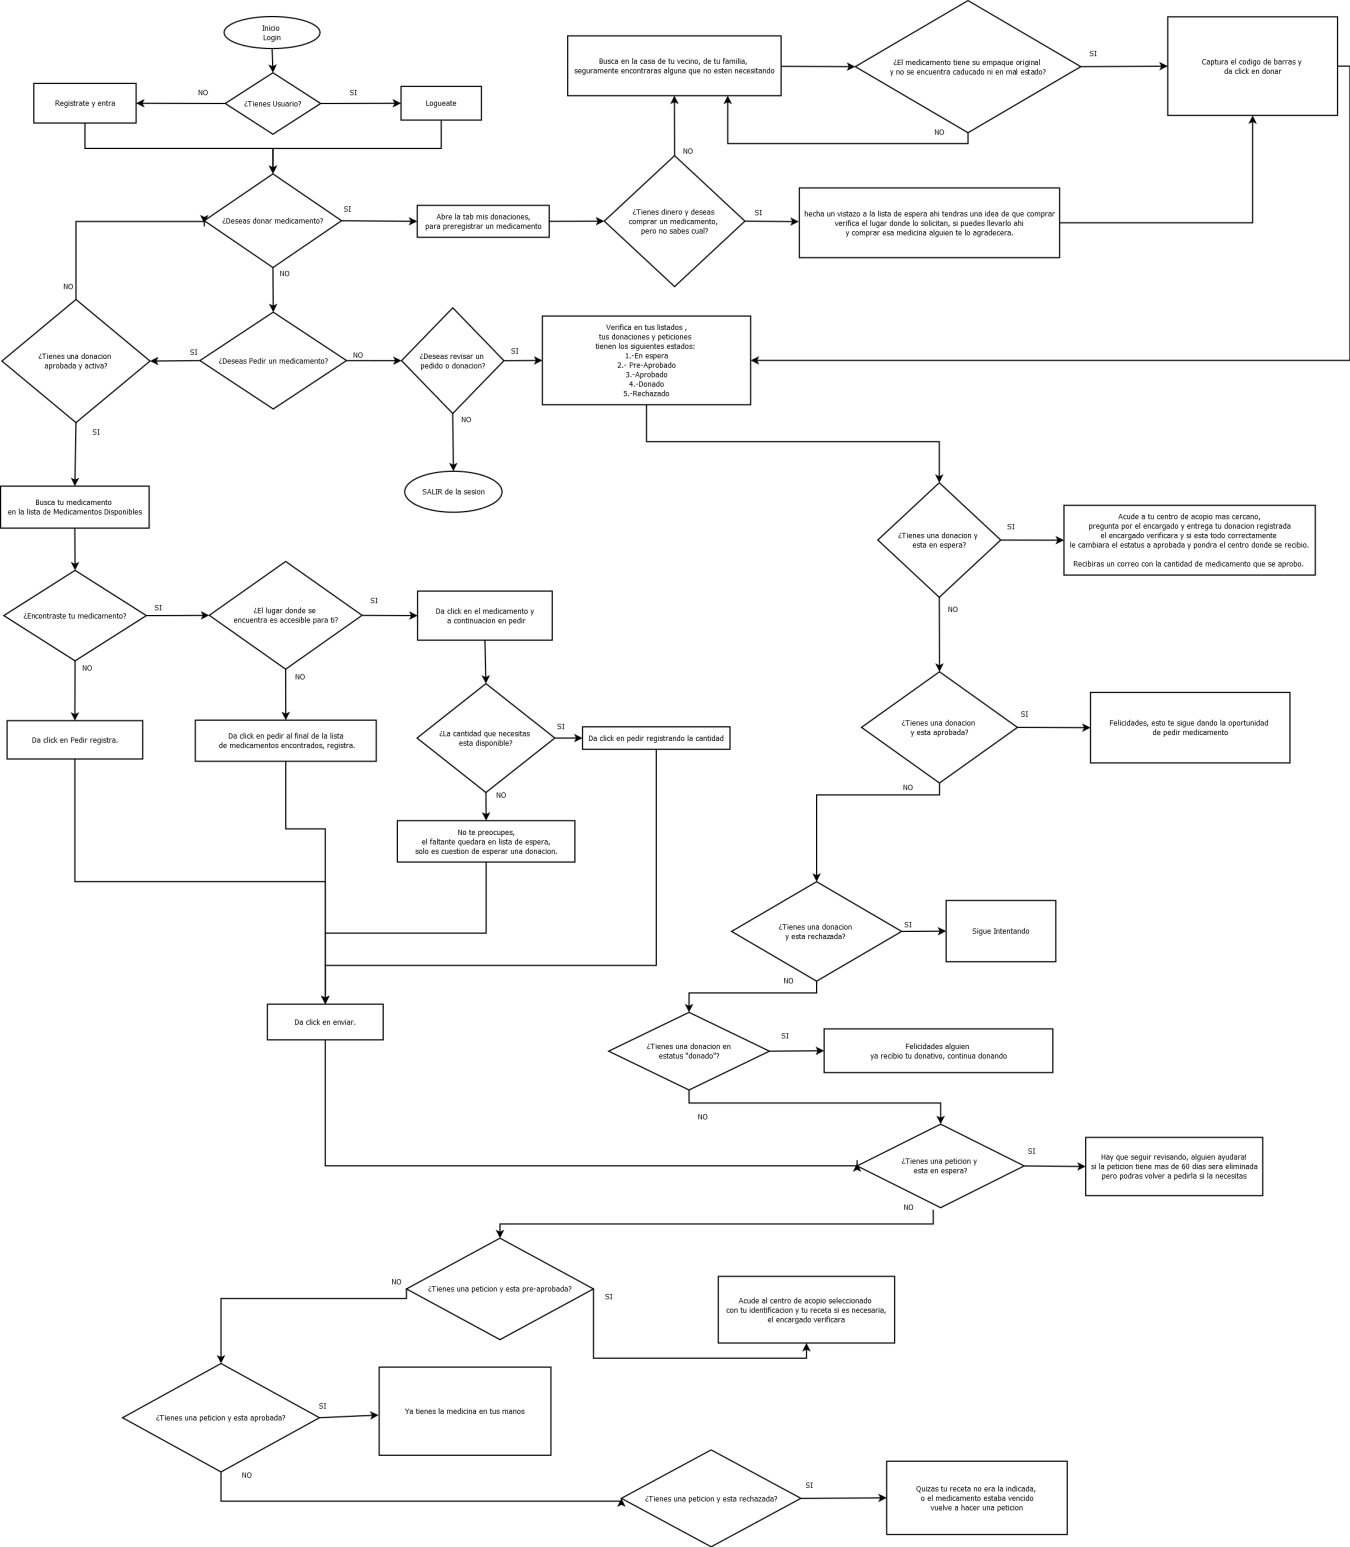 Inicio
Login
¿Tienes Usuario?
NO
SI
Registrate y entra
Logueate
¿Deseas donar medicamento?
SI
NO
Abre la tab mis donaciones,
para preregistrar un medicamento
¿Tienes dinero y deseas
comprar un medicamento,
pero no sabes cual?
NO
SI
Busca en la casa de tu vecino, de tu familia,
seguramente encontraras alguna que no esten necesitando
¿El medicamento tiene su empaque original
y no se encuentra caducado ni en mal estado?
SI
NO
Captura el codigo de barras y
da click en donar
hecha un vistazo a la lista de espera ahi tendras una idea de que comprar
verifica el lugar donde lo solicitan, si puedes llevarlo ahi
y comprar esa medicina alguien te lo agradecera.
NO
¿Tienes una donacion
aprobada y activa?
SI
SI
¿Deseas Pedir un medicamento?
NO
¿Deseas revisar un
pedido o donacion?
SI
NO
SALIR de la sesion
Verifica en tus listados ,
tus donaciones y peticiones
tienen los siguientes estados:
1.-En espera
2.- Pre-Aprobado
3.-Aprobado
4.-Donado
5.-Rechazado
Busca tu medicamento
en la lista de Medicamentos Disponibles
¿Encontraste tu medicamento?
SI
NO
¿El lugar donde se
encuentra es accesible para ti?
SI
NO
Da click en el medicamento y
a continuacion en pedir
Da click en Pedir registra.
Da click en pedir al final de la lista
de medicamentos encontrados, registra.
¿La cantidad que necesitas
esta disponible?
SI
NO
Da click en pedir registrando la cantidad
No te preocupes,
el faltante quedara en lista de espera,
solo es cuestion de esperar una donacion.
Da click en enviar.
¿Tienes una donacion y
esta en espera?
SI
NO
Acude a tu centro de acopio mas cercano,
pregunta por el encargado y entrega tu donacion registrada
el encargado verificara y si esta todo correctamente
le cambiara el estatus a aprobada y pondra el centro donde se recibio.
Recibiras un correo con la cantidad de medicamento que se aprobo.
¿Tienes una donacion
y esta aprobada?
SI
NO
Felicidades, esto te sigue dando la oportunidad
de pedir medicamento
¿Tienes una donacion
y esta rechazada?
SI
NO
Sigue Intentando
¿Tienes una donacion en
estatus "donado"?
SI
NO
Felicidades alguien
ya recibio tu donativo, continua donando
¿Tienes una peticion y
esta en espera?
SI
NO
Hay que seguir revisando, alguien ayudara!
si la peticion tiene mas de 60 dias sera eliminada
pero podras volver a pedirla si la necesitas
¿Tienes una peticion y esta pre-aprobada?
NO
SI
Acude al centro de acopio seleccionado
con tu identificacion y tu receta si es necesaria,
el encargado verificara
¿Tienes una peticion y esta aprobada?
SI
NO
Ya tienes la medicina en tus manos
¿Tienes una peticion y esta rechazada?
SI
Quizas tu receta no era la indicada,
o el medicamento estaba vencido
vuelve a hacer una peticion